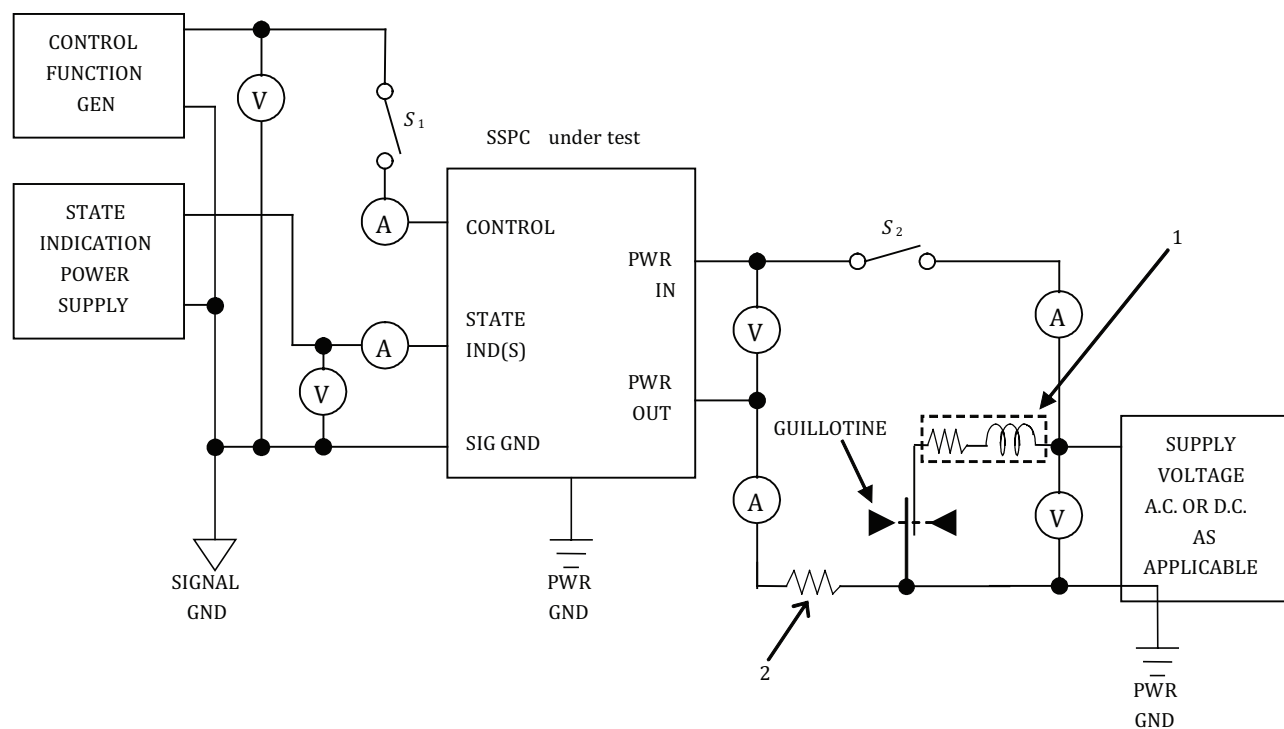 CONTROL
FUNCTION
GEN
V
S1
A
STATE
INDICATION
POWER
SUPPLY
A
V
SIGNAL
GND
SSPC under test
CONTROL
STATE
IND(S)
SIG GND
PWR
IN
PWR
OUT
PWR
GND
V
A
S2
1
A
GUILLOTINE
V
2
SUPPLY
VOLTAGE
A.C. OR D.C.
AS
APPLICABLE
PWR
GND